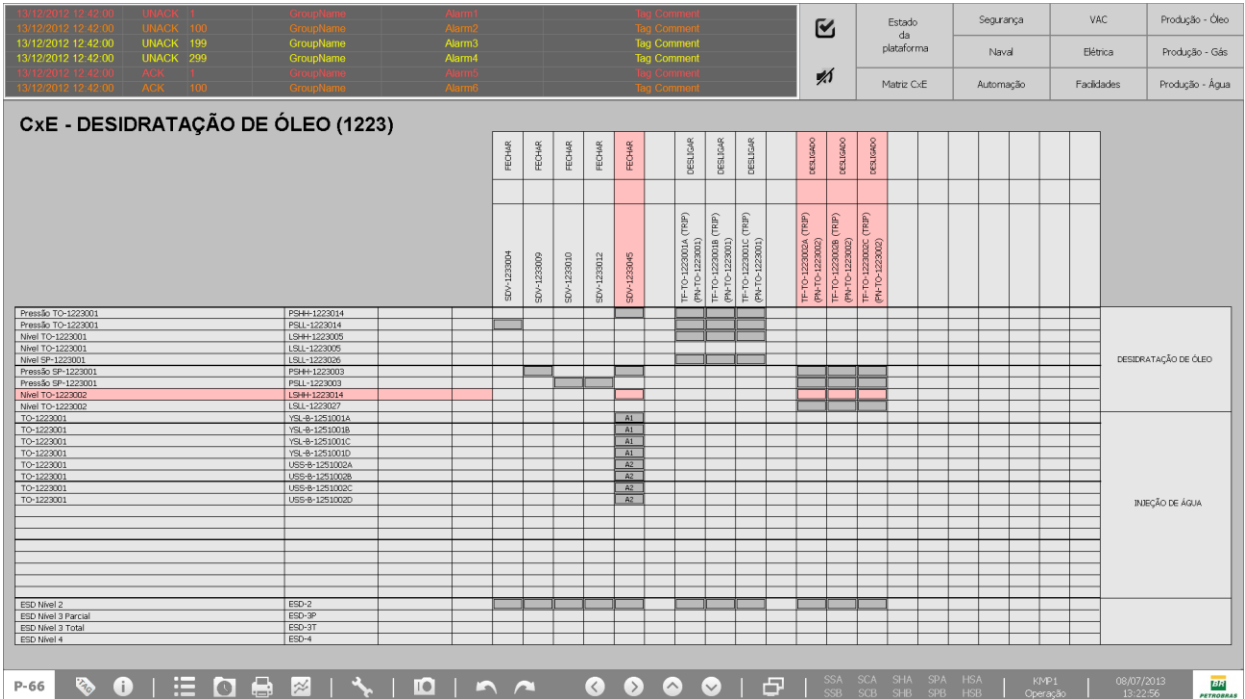 13/12/2012 12:42:00 UNACK 1 GroupName Alarm1 Tag Comment
13/12/2012 12:42:00 UNACK 100 GroupName Alarm2 Tag Comment
13/12/2012 12:42:00 UNACK 199 GroupName Alarm3 Tag Comment
13/12/2012 12:42:00 UNACK 299 GroupName Alarm4 Tag Comment
13/12/2012 12:42:00 ACK 1 GroupName Alarm5 Tag Comment
13/12/2012 12:42:00 ACK 100 GroupName Alarm6 Tag Comment
Estado
da
plataforma
Segurança VAC Produção - Óleo
Naval Elétrica Produção - Gás
Matriz CxE Automação Facilidades Produção - Água
CxE - DESIDRATAÇÃO DE ÓLEO (1223)
FECHAR FECHAR FECHAR FECHAR FECHAR DESLIGAR DESLIGAR DESLIGAR DESLIGADO DESLIGADO DESLIGADO
SDV-1233004
SDV-1233009
SDV-1233010
SDV-1233012
SDV-1233045
TF-TO-1223001A (TRIP)
(PN-TO-1223001)
TF-TO-1223001B (TRIP)
(PN-TO-1223001)
TF-TO-1223001C (TRIP)
(PN-TO-1223001)
TF-TO-1223002A (TRIP)
(PN-TO-1223002)
TF-TO-1223002B (TRIP)
(PN-TO-1223002)
TF-TO-1223002C (TRIP)
(PN-TO-1223002)
Pressão TO-1223001 PSHH-1223014
Pressão TO-1223001 PSLL-1223014
Nível TO-1223001 LSHH-1223005
Nível TO-1223001 LSLL-1223005
Nível SP-1223001 LSLL-1223026
Pressão SP-1223001 PSHH-1223003
Pressão SP-1223001 PSLL-1223003
Nível TO-1223002 LSHH-1223014
Nível TO-1223002 LSLL-1223027
DESIDRATAÇÃO DE ÓLEO
TO-1223001 YSL-B-1251001A A1
TO-1223001 YSL-B-1251001B A1
TO-1223001 YSL-B-1251001C A1
TO-1223001 YSL-B-1251001D A1
TO-1223001 USS-B-1251002A A2
TO-1223001 USS-B-1251002B A2
TO-1223001 USS-B-1251002C A2
TO-1223001 USS-B-1251002D A2
INJEÇÃO DE ÁGUA
ESD Nível 2 ESD-2
ESD Nível 3 Parcial ESD-3P
ESD Nível 3 Total ESD-3T
ESD Nível 4 ESD-4
P-66
TAG
SSA SCA SHA SPA HSA
SSB SCB SHB SPB HSB
KMP1
Operação
08/07/2013
13:22:59
BR
PETROBRAS